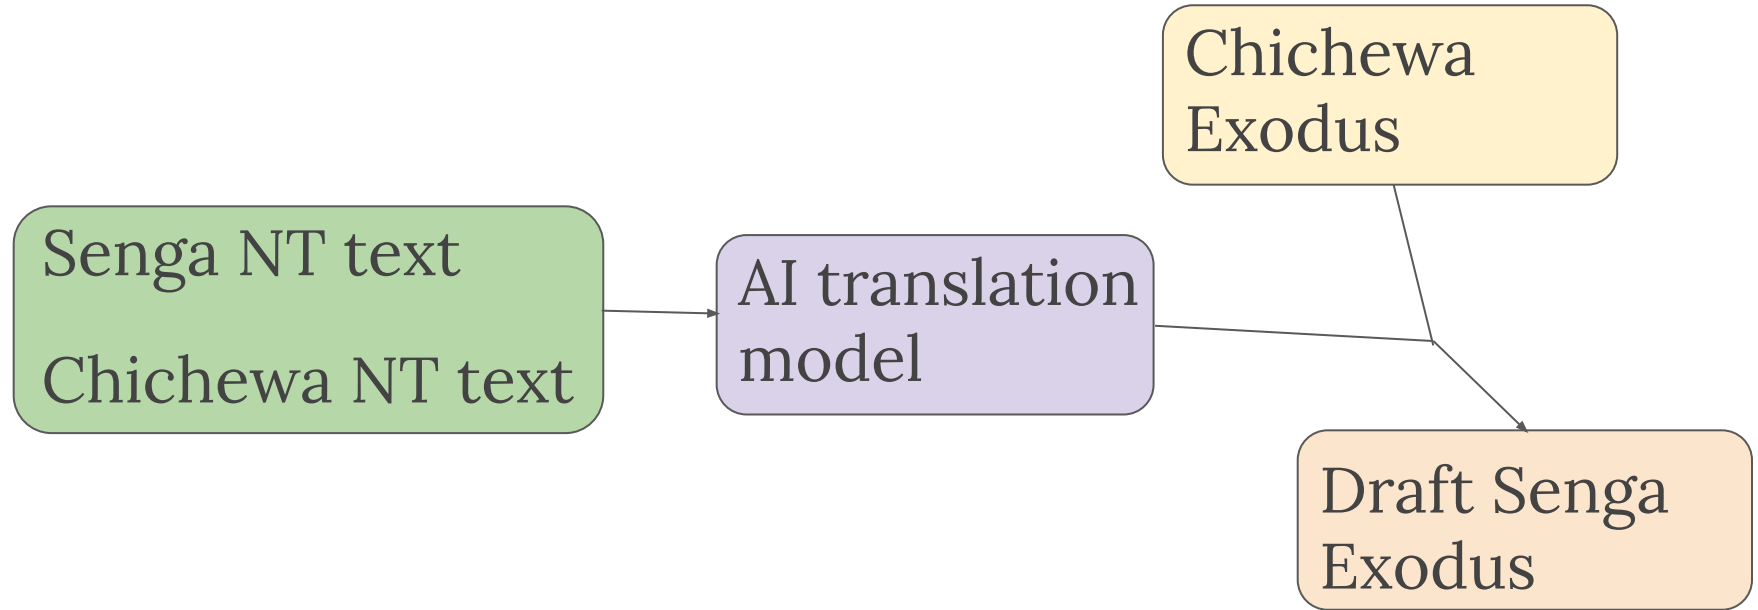 Chichewa
Exodus
Senga NT text
Chichewa NT text
AI translation
model
Draft Senga
Exodus